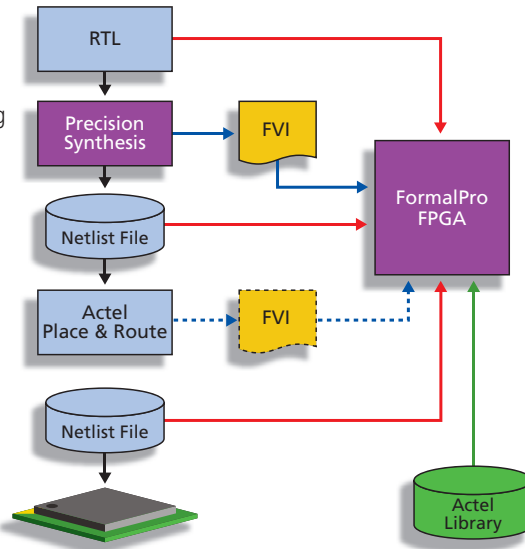 RTL
g
Precision
Synthesis
FVI
FormalPro
FPGA
Netlist File
Actel
Place & Route
FVI
Netlist File
Actel
Library